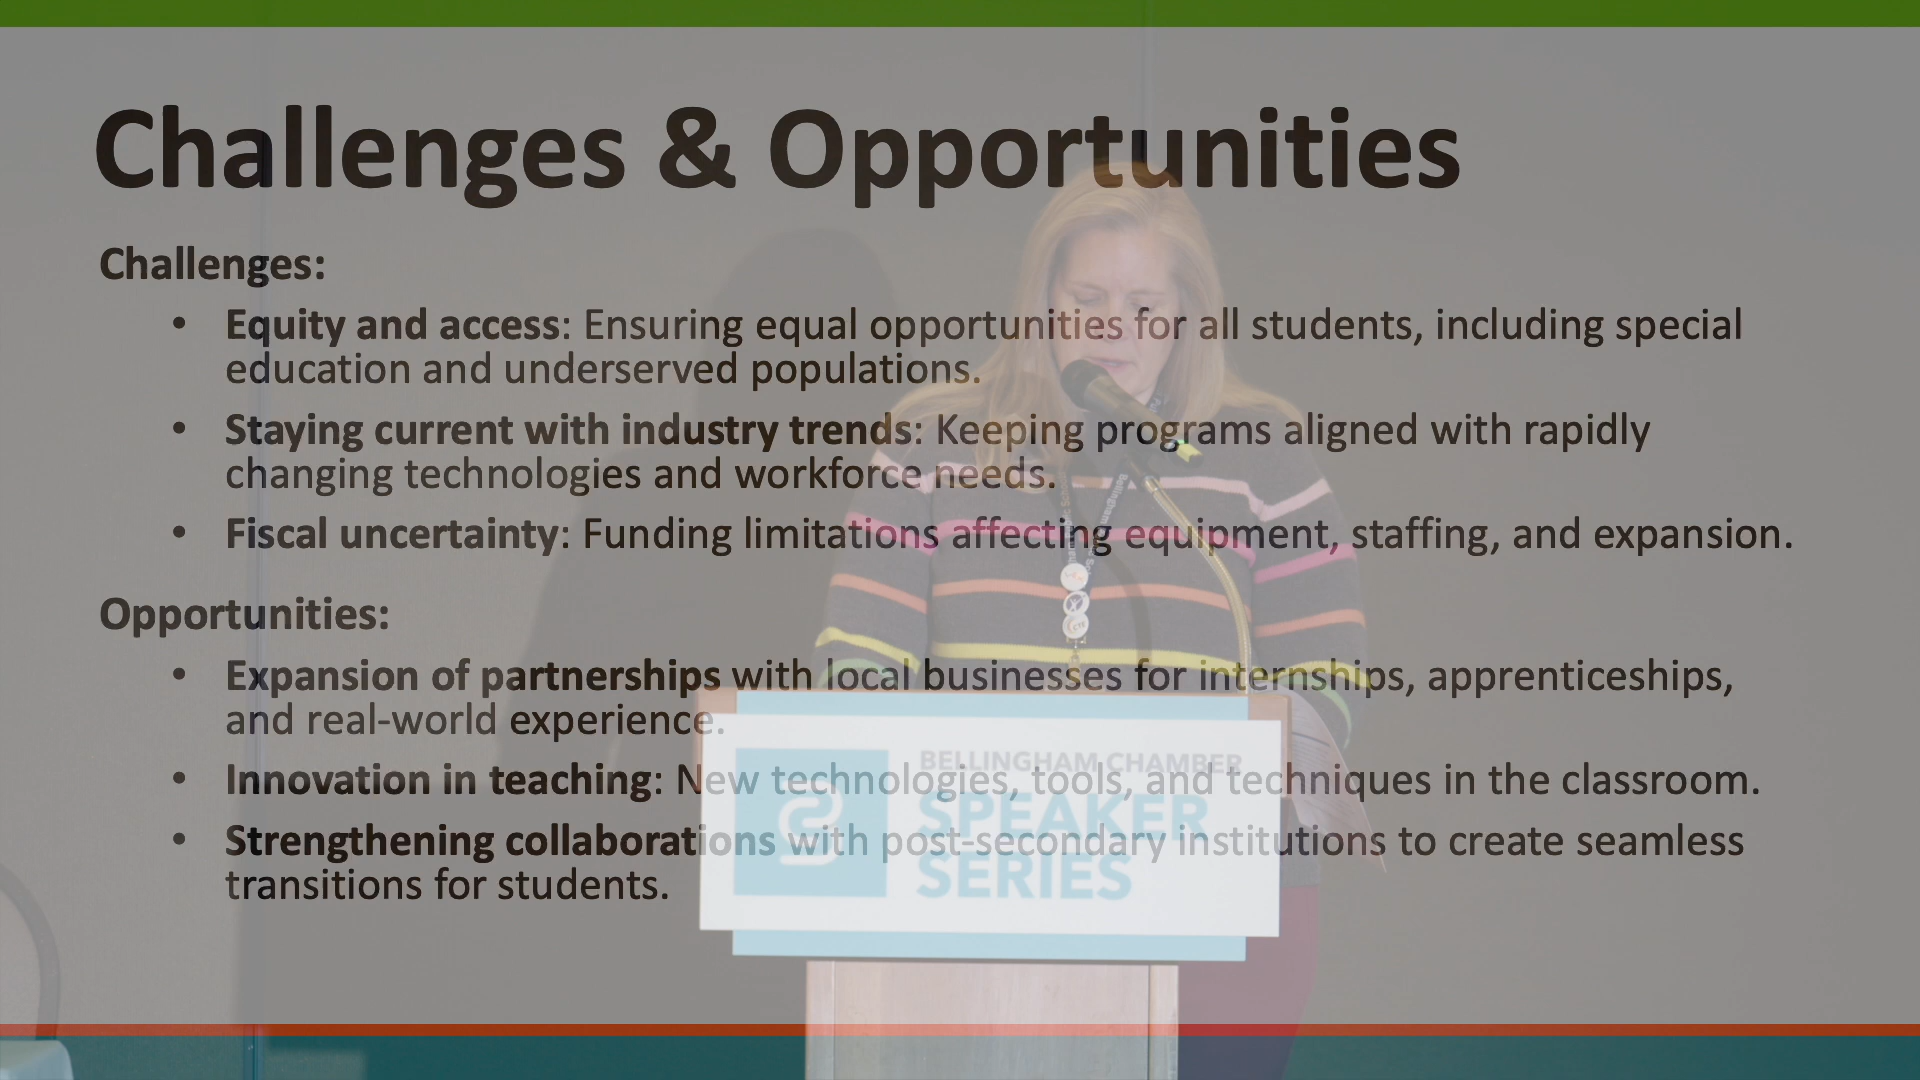 Challenges & Opportunities
Challenges:
• Equity and access: Ensuring equal opportunities for all students, including special
education and underserved populations.
• Staying current with industry trends: Keeping programs aligned with rapidly
changing technologies and workforce needs.
• Fiscal uncertainty: Funding limitations affecting equipment, staffing, and expansion.
Opportunities:
• Expansion of partnerships with local businesses for internships, apprenticeships,
and real-world experience.
• Innovation in teaching: New technologies, tools, and techniques in the classroom.
• Strengthening collaborations with post-secondary institutions to create seamless
transitions for students.
Bellingham
BELLINGHAM CHAMBER
SPEAKER
SERIES